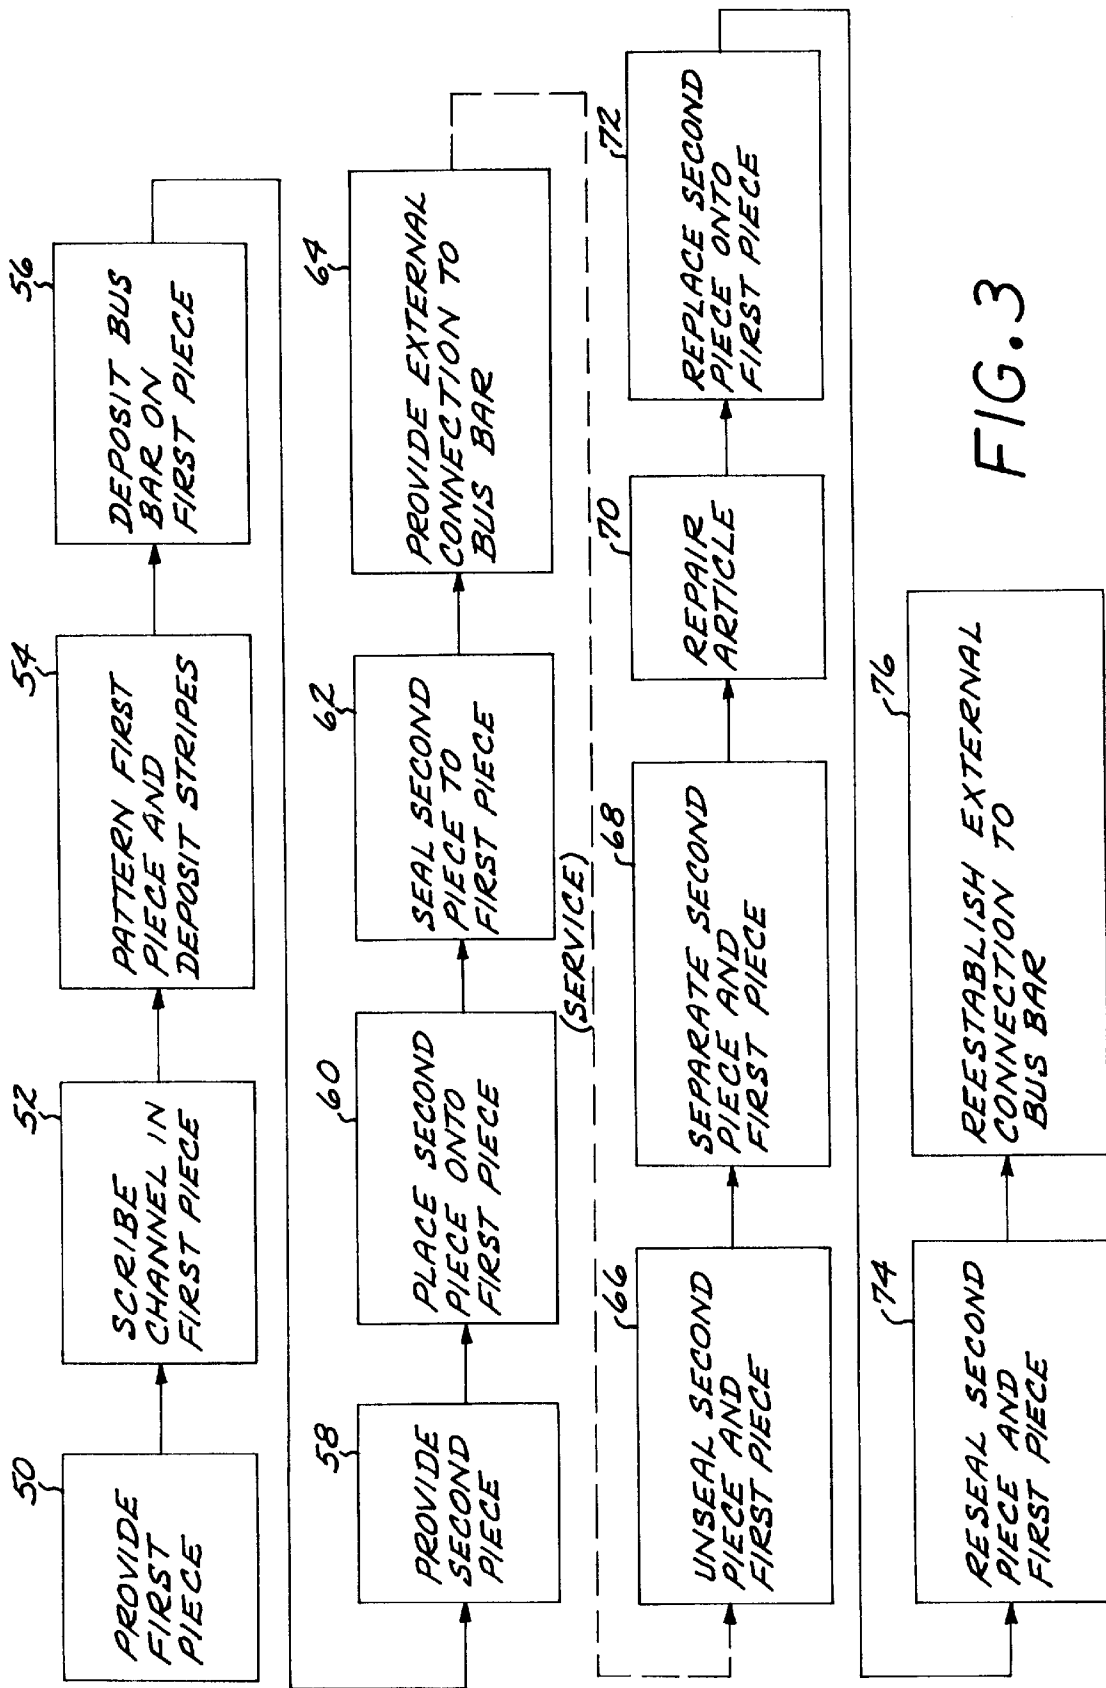 50
PROVIDE
FIRST
PIECE
52
SCRIBE
CHANNEL IN
FIRST PIECE
54
PATTERN FIRST
PIECE AND
DEPOSIT STRIPES
56
DEPOSIT BUS
BAR ON
FIRST PIECE
58
PROVIDE
SECOND
PIECE
60
PLACE SECOND
PIECE ONTO
FIRST PIECE
62
SEAL SECOND
PIECE TO
FIRST PIECE
64
PROVIDE EXTERNAL
CONNECTION TO
BUS BAR
(SERVICE)
66
UNSEAL SECOND
PIECE AND
FIRST PIECE
68
SEPARATE SECOND
PIECE AND
FIRST PIECE
70
REPAIR
ARTICLE
72
REPLACE SECOND
PIECE ONTO
FIRST PIECE
74
RESEAL SECOND
PIECE AND
FIRST PIECE
76
REESTABLISH EXTERNAL
CONNECTION TO
BUS BAR
FIG.3